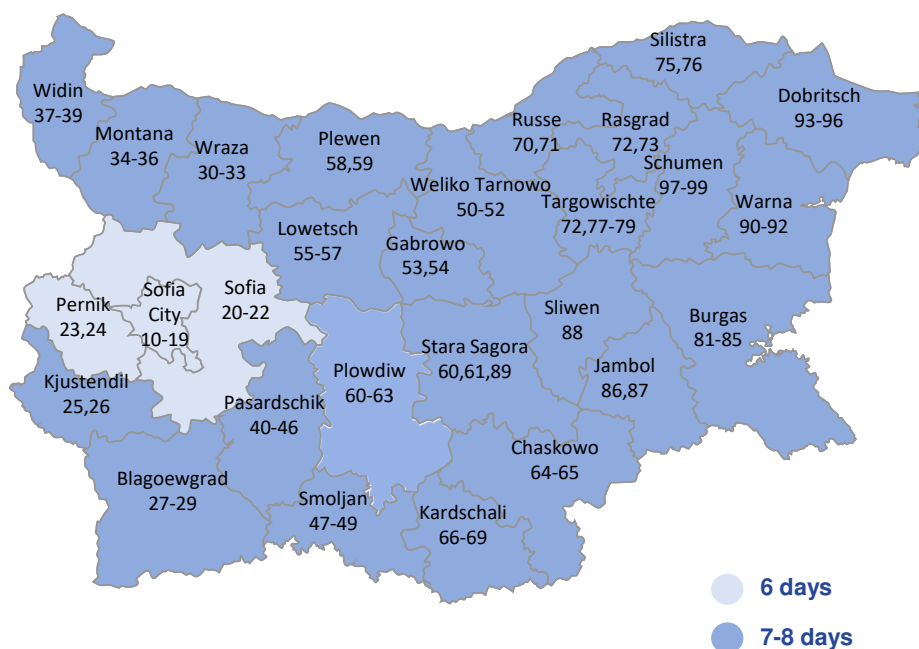 Silistra
75,76
Widin
37-39
Dobritsch
93-96
Montana
34-36
Wraza
30-33
Plewen
58,59
Russe
70,71
Rasgrad
72,73
Schumen
97-99
Weliko Tarnowo
50-52
Targowischte
72,77-79
Warna
90-92
Lowetsch
55-57
Gabrowo
53,54
Pernik
23,24
Sofia
City
10-19
Sofia
20-22
Sliwen
88
Burgas
81-85
Stara Sagora
60,61,89
Jambol
86,87
Plowdiw
60-63
Kjustendil
25,26
Pasardschik
40-46
Chaskowo
64-65
Blagoewgrad
27-29
Smoljan
47-49
Kardschali
66-69
6 days
7-8 days